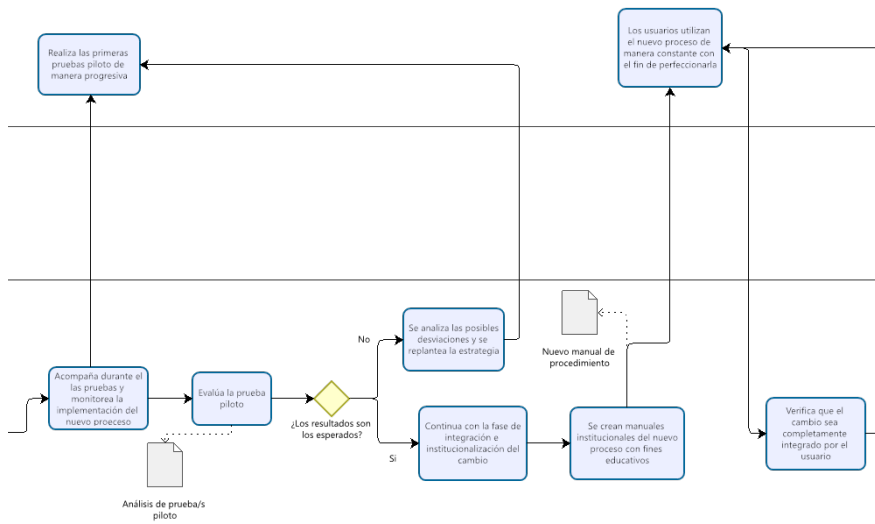 Realiza las primeras
pruebas piloto de
manera progresiva
Los usuarios utilizan
el nuevo proceso de
manera constante con
el fin de perfeccionarla
No
Se analiza las posibles
desviaciones y se
replantea la estrategia
Nuevo manual de
procedimiento
Acompaña durante el
las pruebas y
monitorea la
implementación del
nuevo proeceso
Evalúa la prueba
piloto
¿Los resultados son
los esperados?
Si
Continua con la fase de
integración e
institucionalización del
cambio
Se crean manuales
institucionales del nuevo
proceso con fines
educativos
Verifica que el
cambio sea
completamente
integrado por el
usuario
Análisis de prueba/s
piloto